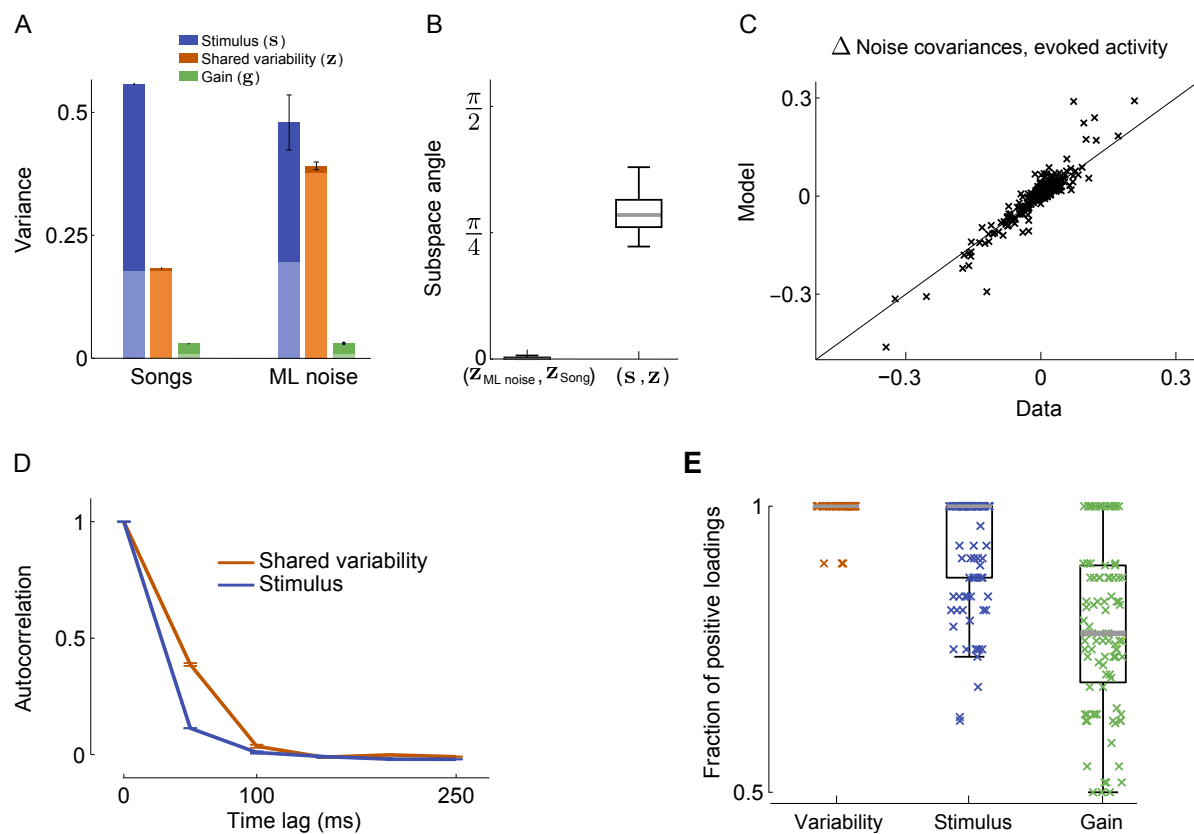 A
Stimulus (s)
Shared variability (z)
Gain (g)
Variance
0.5
0.25
0
Songs
ML noise
B
Subspace angle
π/2
π/4
0
(z_ML noise, z_Song)
(s, z)
C
Δ Noise covariances, evoked activity
Model
0.3
0
−0.3
−0.3
0
0.3
Data
D
Autocorrelation
1
0.5
0
Shared variability
Stimulus
0
100
250
Time lag (ms)
E
Fraction of positive loadings
1
0.5
Variability
Stimulus
Gain